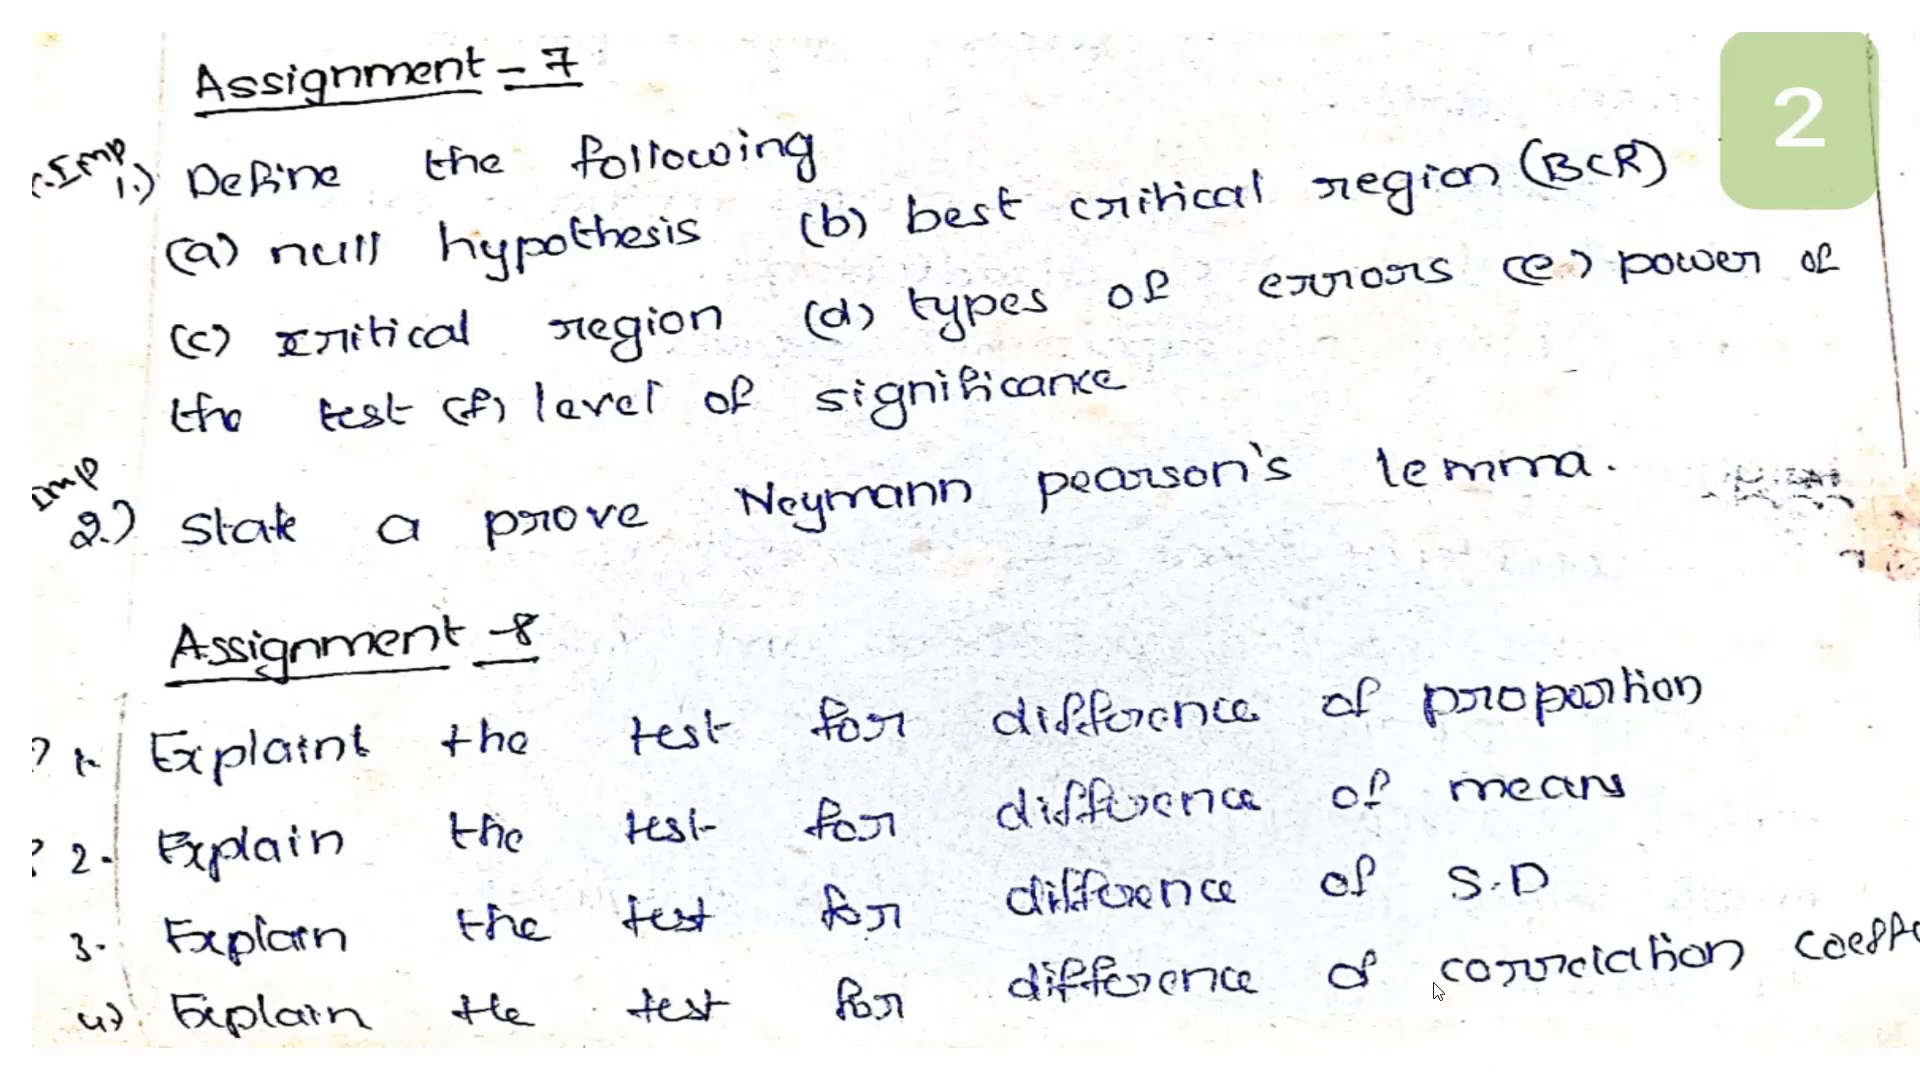 Assignment - 7
2
Imp
1.) Define the following
(a) null hypothesis (b) best critical region (BCR)
(c) critical region (d) types of errors (e) power of
the test (f) level of significance
Imp
2.) State a prove Neymann pearson's lemma.
Assignment - 8
1. Explaint the test for difference of proportion
2. Explain the test for difference of means
3. Explain the test for difference of S.D
4) Explain the test for difference of correlation